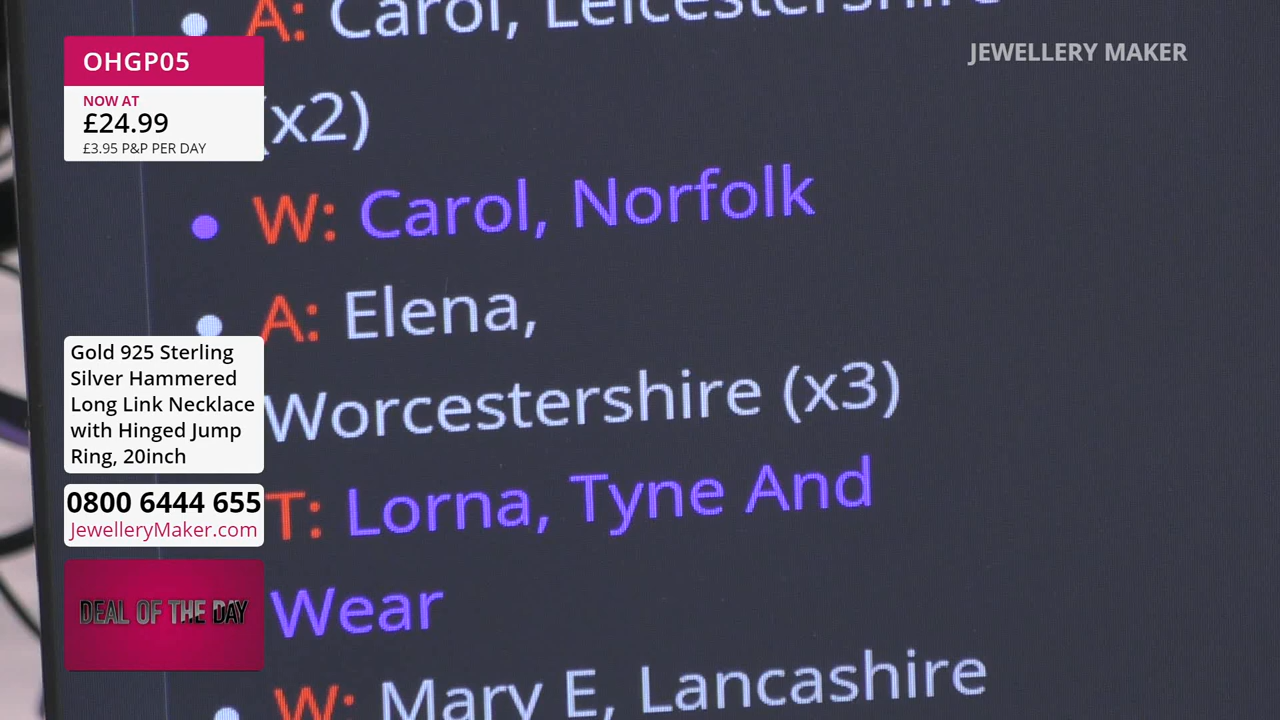 A: Carol, Leicestershire
(x2)
W: Carol, Norfolk
A: Elena,
Worcestershire (x3)
T: Lorna, Tyne And
Wear
W: Mary E, Lancashire
JEWELLERY MAKER
OHGP05
NOW AT
£24.99
£3.95 P&P PER DAY
Gold 925 Sterling
Silver Hammered
Long Link Necklace
with Hinged Jump
Ring, 20inch
0800 6444 655
JewelleryMaker.com
DEAL OF THE DAY